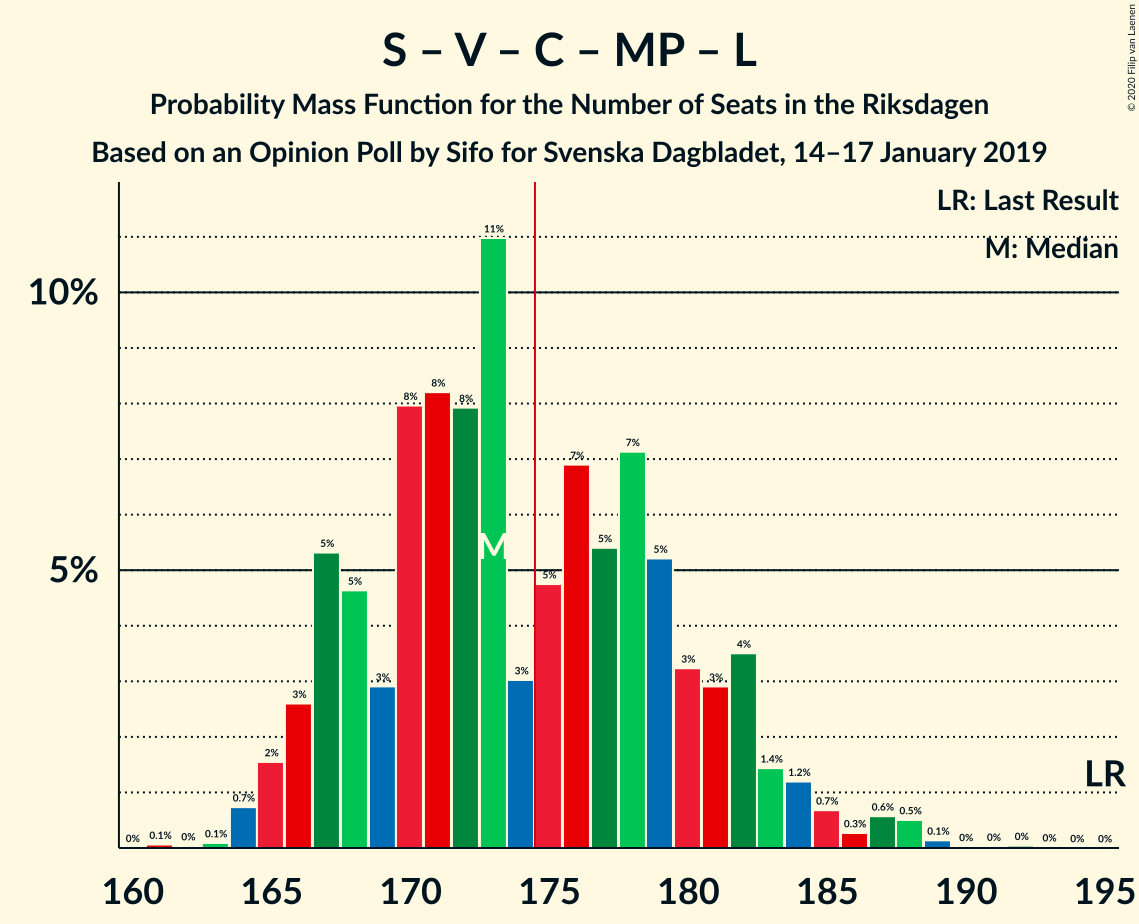 S – V – C – MP – L
Probability Mass Function for the Number of Seats in the Riksdagen
Based on an Opinion Poll by Sifo for Svenska Dagbladet, 14–17 January 2019
© 2020 Filip van Laenen
LR: Last Result
M: Median
10%
5%
0% 0.1% 0% 0.1% 0.7% 2% 3% 5% 5% 3% 8% 8% 8% 11% 3% 5% 7% 5% 7% 5% 3% 3% 4% 1.4% 1.2% 0.7% 0.3% 0.6% 0.5% 0.1% 0% 0% 0% 0% 0% 0%
M
LR
160 165 170 175 180 185 190 195